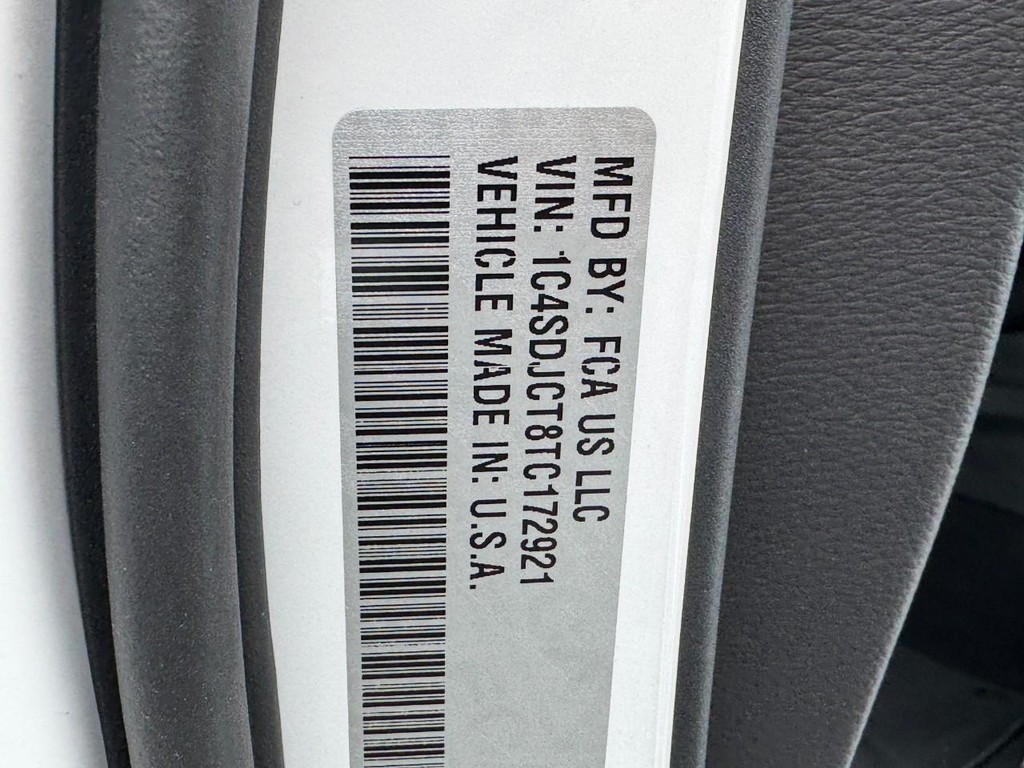 MFD BY: FCA US LLC
VIN: 1C4SDJCT8TC172921
VEHICLE MADE IN: U.S.A.